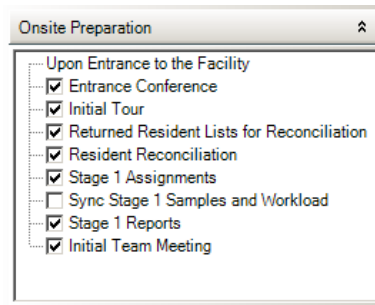 Onsite Preparation
Upon Entrance to the Facility
Entrance Conference
Initial Tour
Returned Resident Lists for Reconciliation
Resident Reconciliation
Stage 1 Assignments
Sync Stage 1 Samples and Workload
Stage 1 Reports
Initial Team Meeting